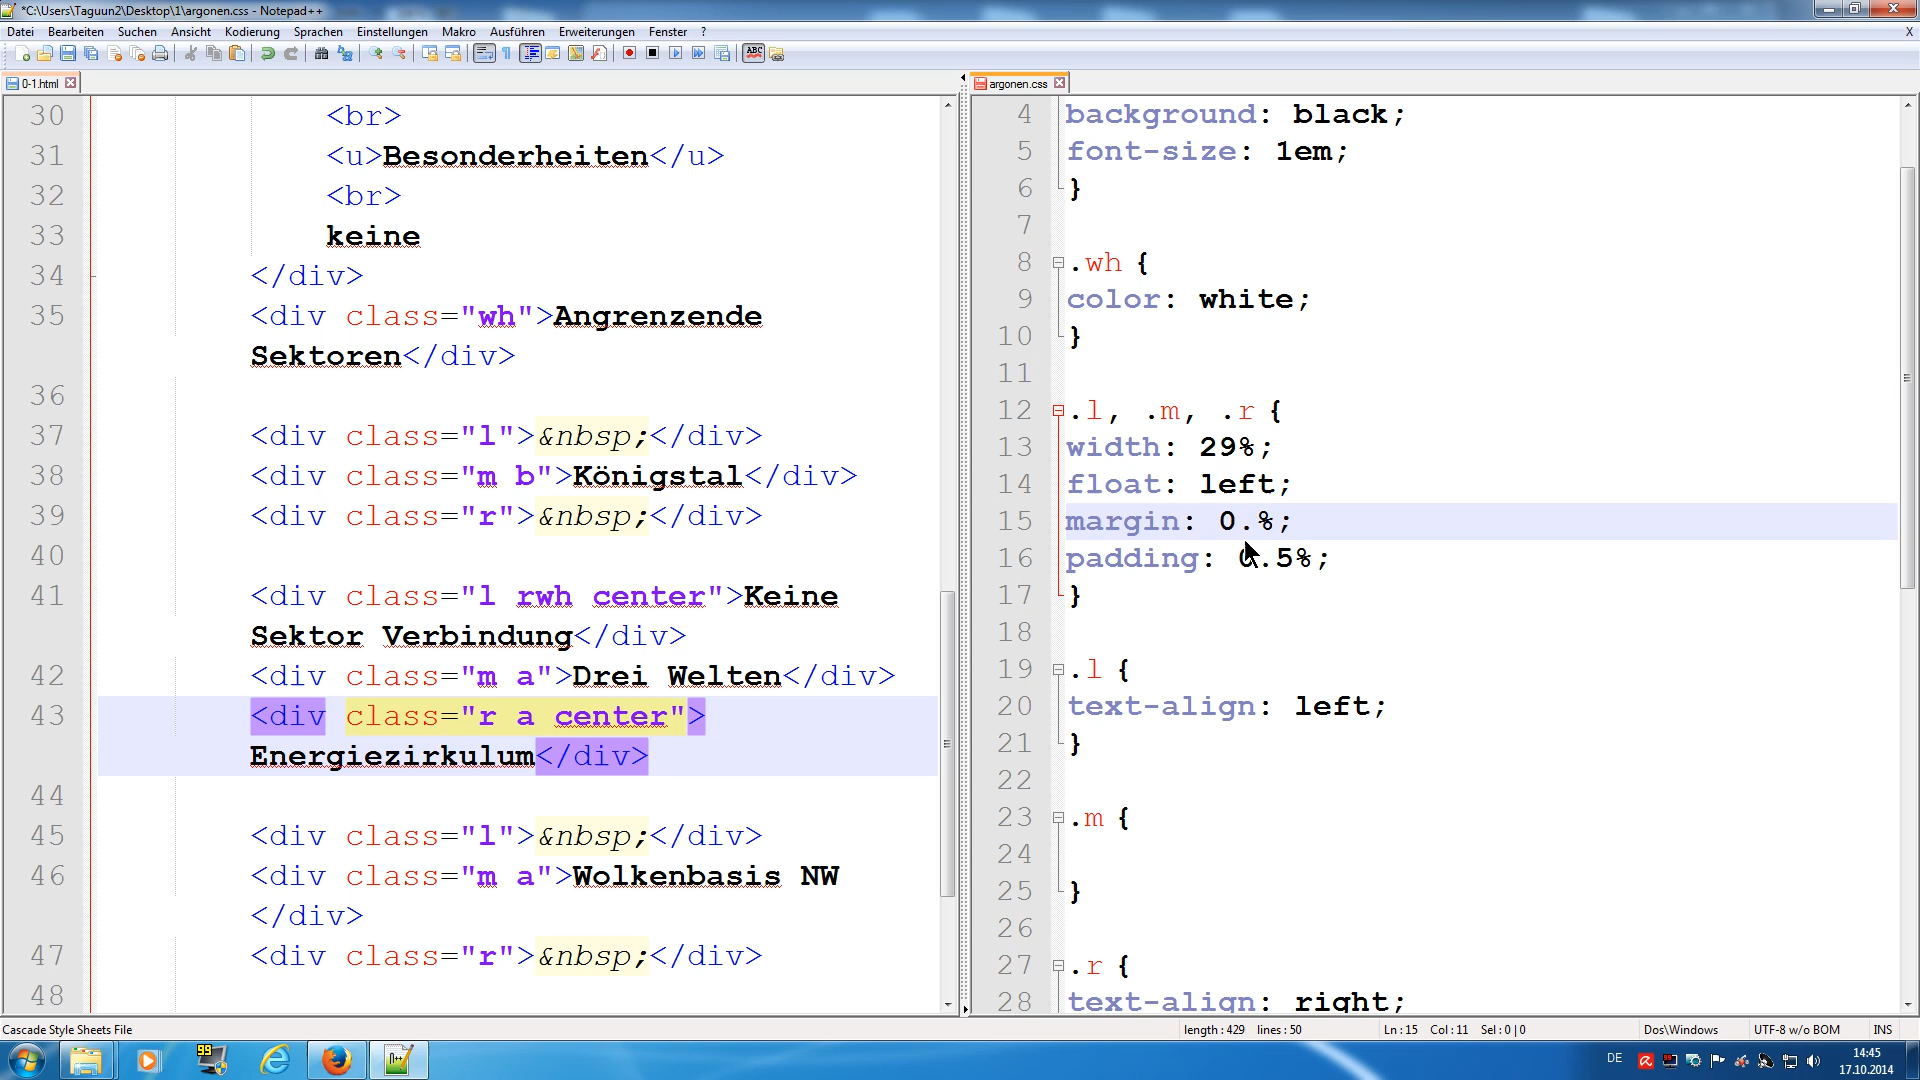 *C:\Users\Taguun2\Desktop\1\argonen.css - Notepad++
Datei Bearbeiten Suchen Ansicht Kodierung Sprachen Einstellungen Makro Ausführen Erweiterungen Fenster ? X
0-1.html
30 <br>
31 <u>Besonderheiten</u>
32 <br>
33 keine
34 </div>
35 <div class="wh">Angrenzende
Sektoren</div>
36
37 <div class="l">&nbsp;</div>
38 <div class="m b">Königstal</div>
39 <div class="r">&nbsp;</div>
40
41 <div class="l rwh center">Keine
Sektor Verbindung</div>
42 <div class="m a">Drei Welten</div>
43 <div class="r a center">
Energiezirkulum</div>
44
45 <div class="l">&nbsp;</div>
46 <div class="m a">Wolkenbasis NW
</div>
47 <div class="r">&nbsp;</div>
48
argonen.css
4 background: black;
5 font-size: 1em;
6 }
7
8 .wh {
9 color: white;
10 }
11
12 .l, .m, .r {
13 width: 29%;
14 float: left;
15 margin: 0.%;
16 padding: 0.5%;
17 }
18
19 .l {
20 text-align: left;
21 }
22
23 .m {
24
25 }
26
27 .r {
28 text-align: right;
Cascade Style Sheets File length : 429 lines : 50 Ln : 15 Col : 11 Sel : 0 | 0 Dos\Windows UTF-8 w/o BOM INS
99
DE
14:45
17.10.2014